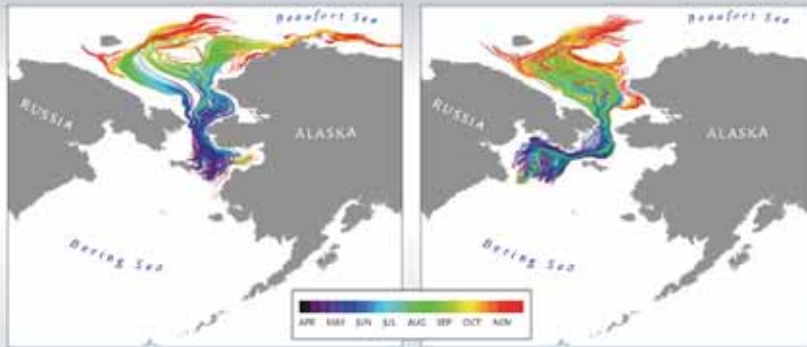 Beaufort Sea
RUSSIA
ALASKA
Bering Sea
Beaufort Sea
RUSSIA
ALASKA
Bering Sea
APR MAY JUN JUL AUG SEP OCT NOV